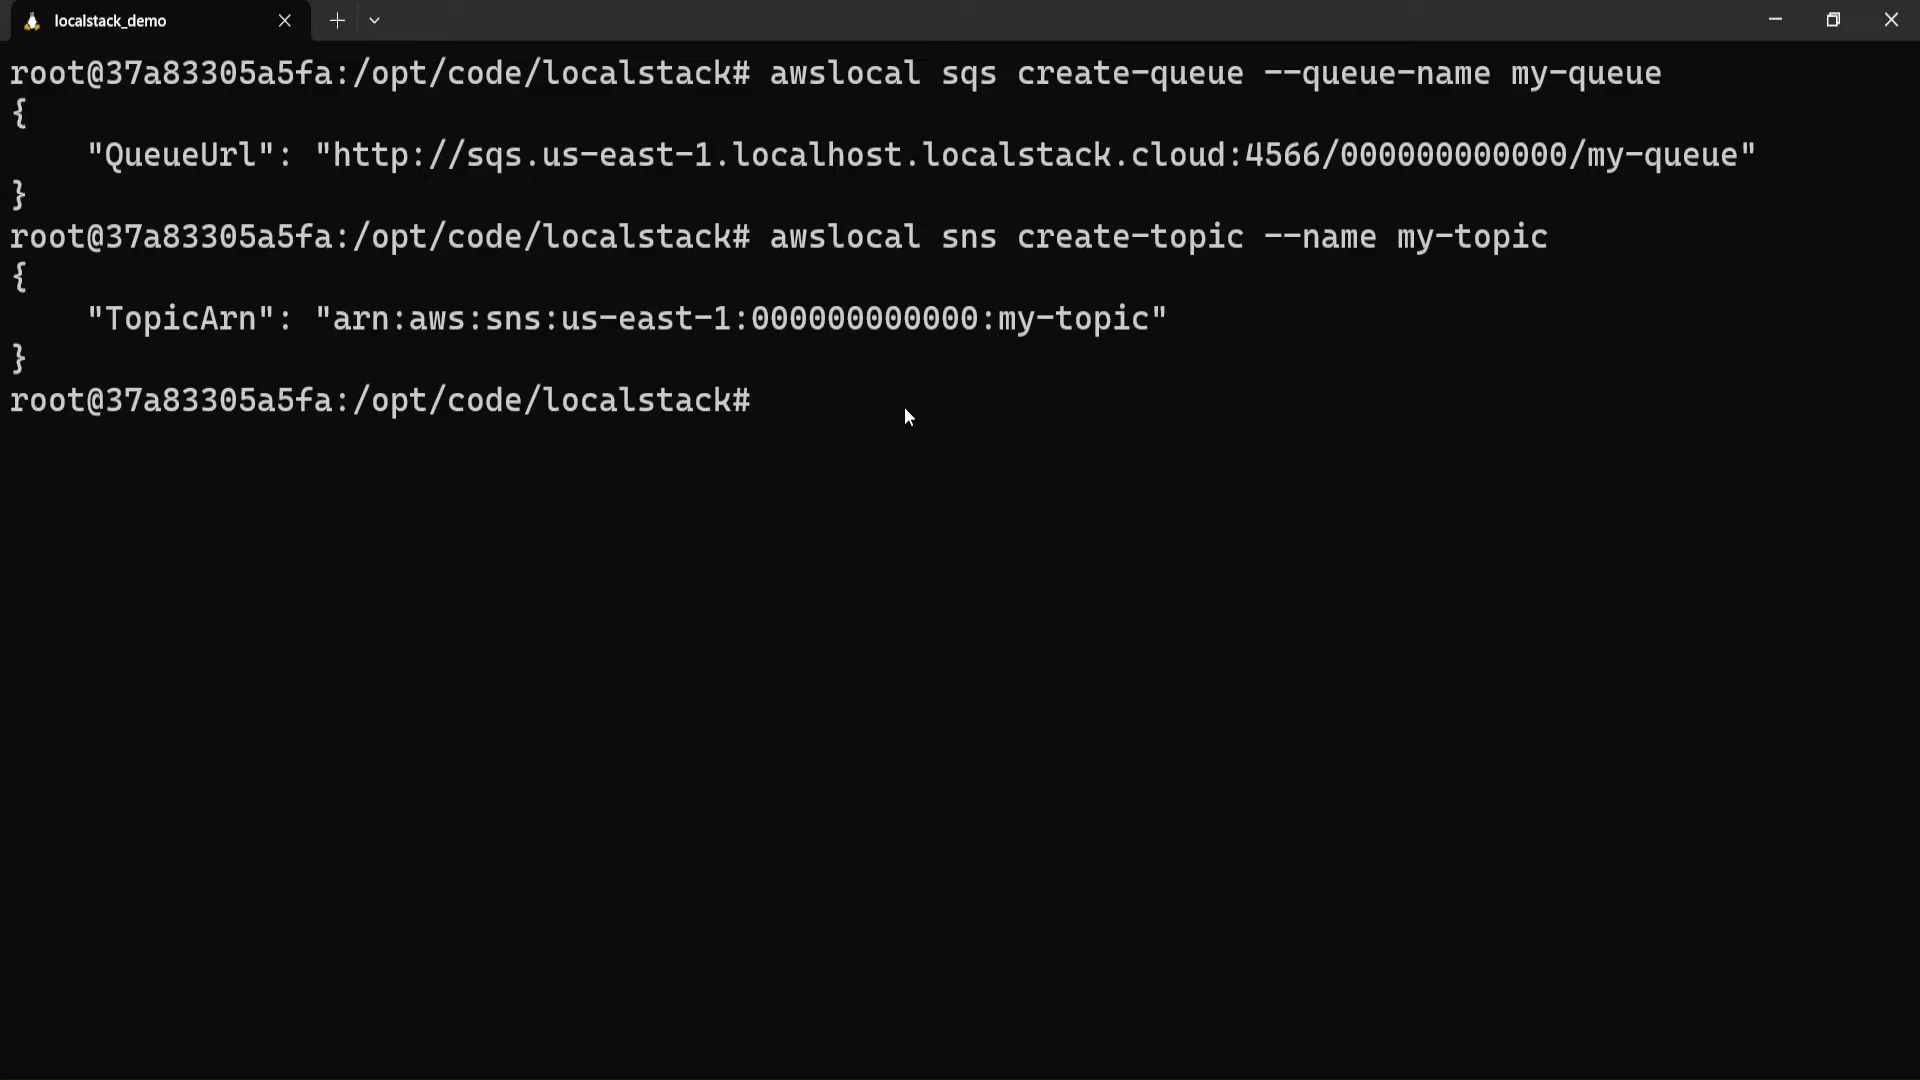 localstack_demo
root@37a83305a5fa:/opt/code/localstack# awslocal sqs create-queue --queue-name my-queue
{
    "QueueUrl": "http://sqs.us-east-1.localhost.localstack.cloud:4566/000000000000/my-queue"
}
root@37a83305a5fa:/opt/code/localstack# awslocal sns create-topic --name my-topic
{
    "TopicArn": "arn:aws:sns:us-east-1:000000000000:my-topic"
}
root@37a83305a5fa:/opt/code/localstack#